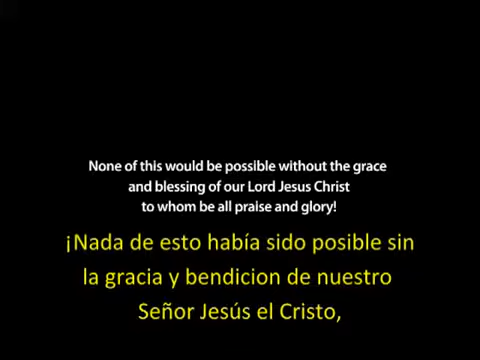 None of this would be possible without the grace
and blessing of our Lord Jesus Christ
to whom be all praise and glory!
¡Nada de esto había sido posible sin
la gracia y bendicion de nuestro
Señor Jesús el Cristo,